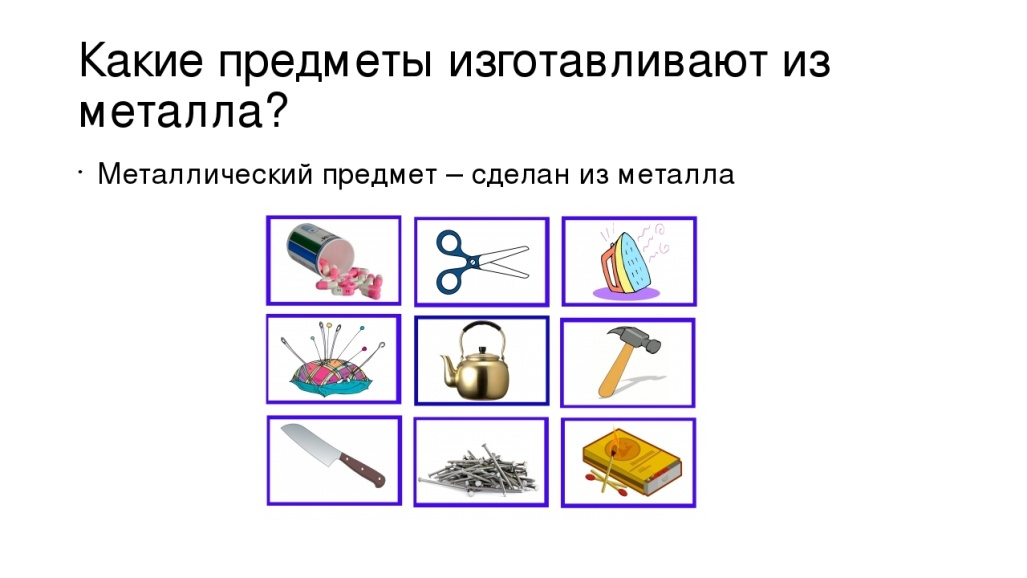 Какие предметы изготавливают из
металла?
· Металлический предмет – сделан из металла